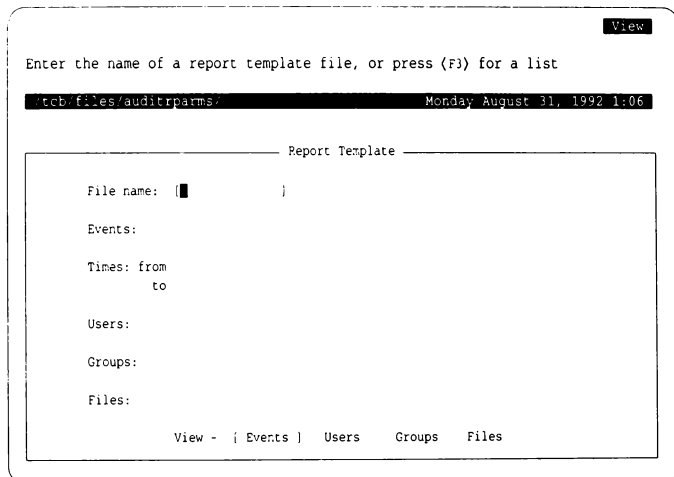 View
Enter the name of a report template file, or press ⟨F3⟩ for a list
/tcb/files/auditrparms/ Monday August 31, 1992 1:06
Report Template
File name: [ ]
Events:
Times: from
to
Users:
Groups:
Files:
View - [ Events ] Users Groups Files